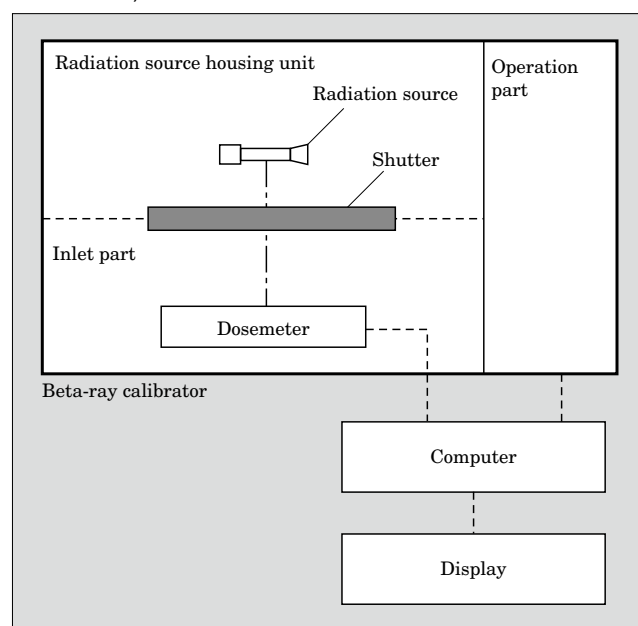 Radiation source housing unit
Operation
part
Radiation source
Shutter
Inlet part
Dosemeter
Beta-ray calibrator
Computer
Display